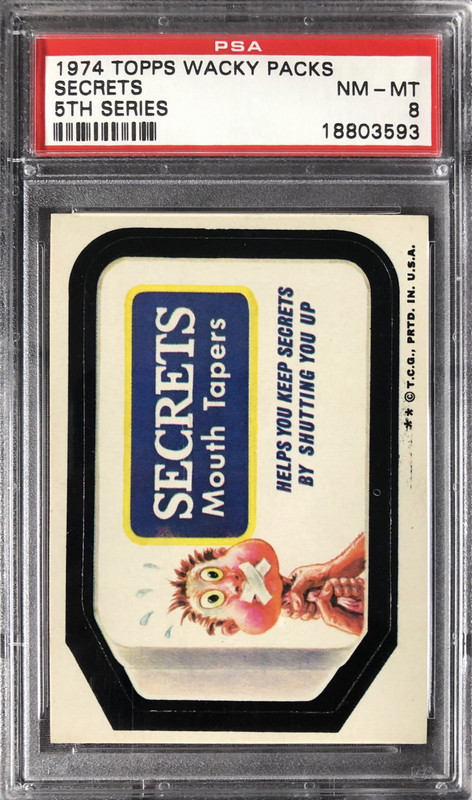 PSA
1974 TOPPS WACKY PACKS
SECRETS NM - MT
5TH SERIES 8
18803593
SECRETS
Mouth Tapers
HELPS YOU KEEP SECRETS
BY SHUTTING YOU UP
** © T.C.G., PRTD. IN. U.S.A.